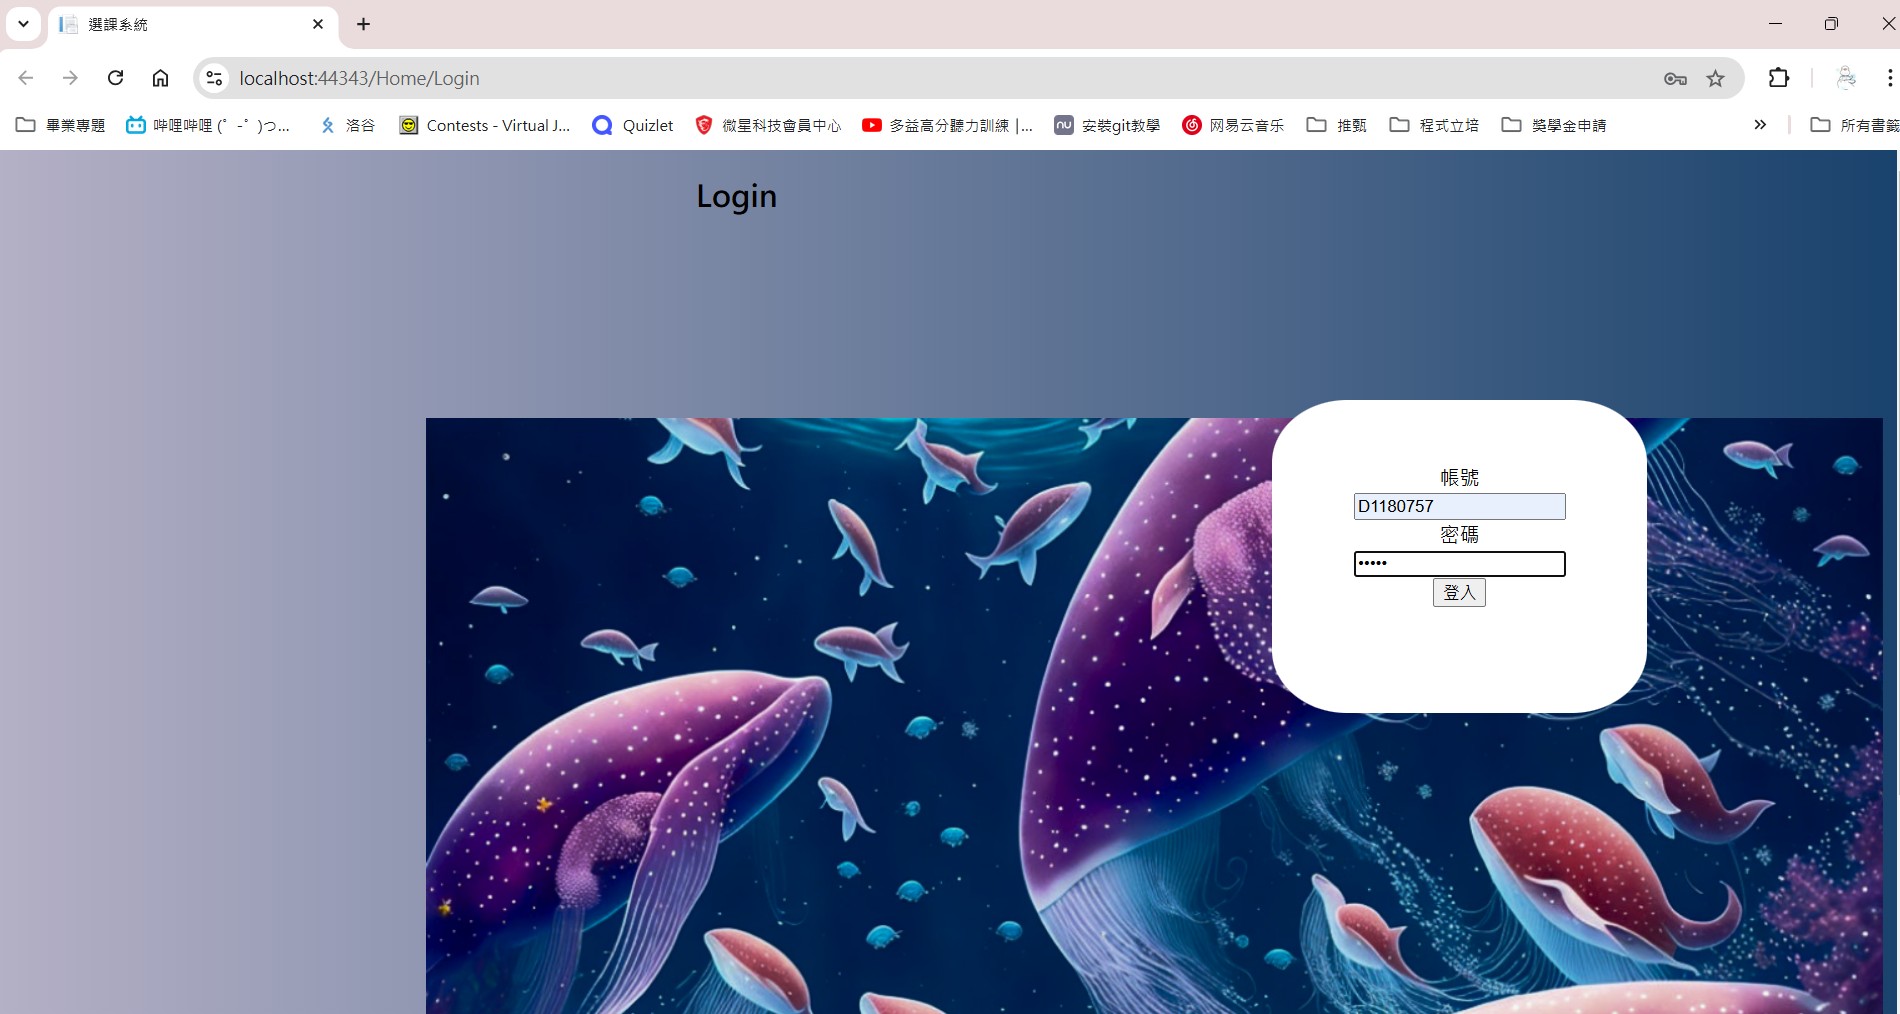 選課系統
localhost:44343/Home/Login
畢業專題
哔哩哔哩 (゜-゜)つ...
洛谷
Contests - Virtual J...
Quizlet
微星科技會員中心
多益高分聽力訓練 |...
nu
安裝git教學
网易云音乐
推甄
程式立培
獎學金申請
所有書籤
Login
帳號
D1180757
密碼
•••••
登入